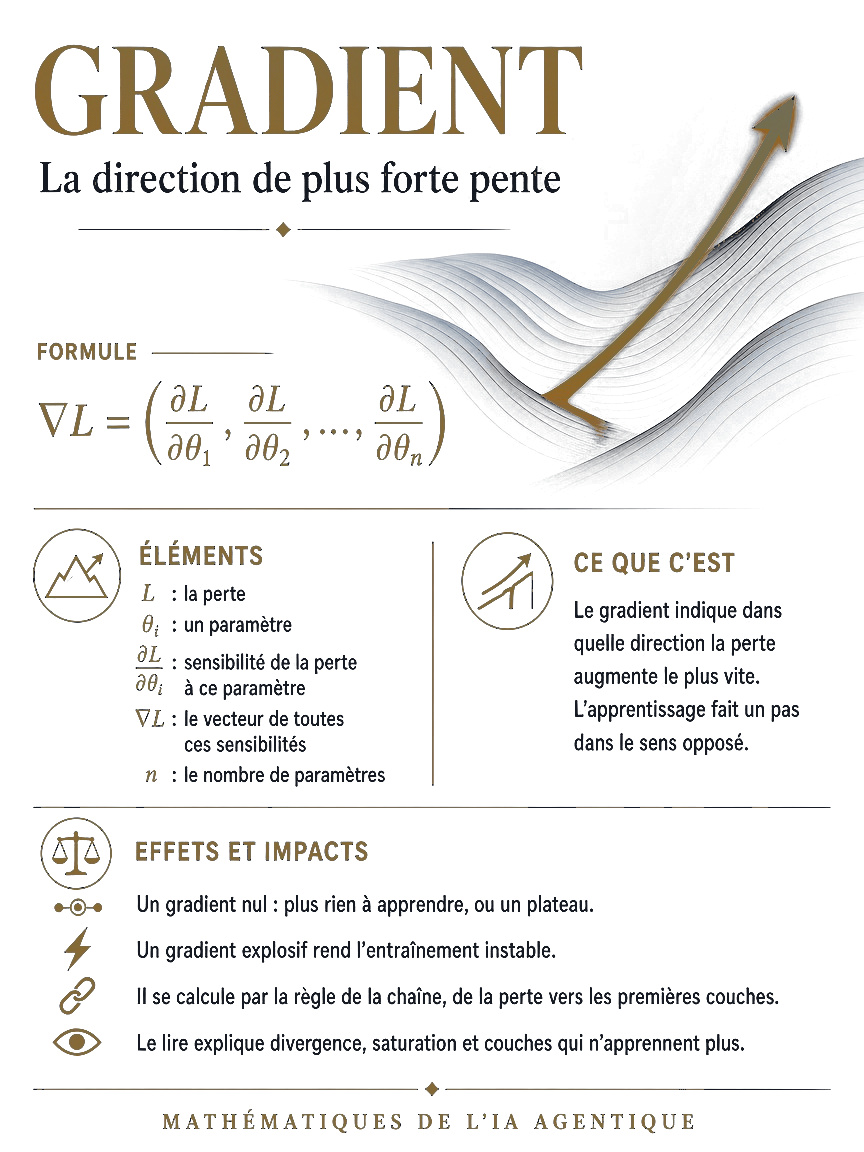 GRADIENT
La direction de plus forte pente
FORMULE
∇L = (∂L/∂θ₁ , ∂L/∂θ₂ , ..., ∂L/∂θₙ)
ÉLÉMENTS
L : la perte
θᵢ : un paramètre
∂L/∂θᵢ : sensibilité de la perte
à ce paramètre
∇L : le vecteur de toutes
ces sensibilités
n : le nombre de paramètres
CE QUE C’EST
Le gradient indique dans
quelle direction la perte
augmente le plus vite.
L’apprentissage fait un pas
dans le sens opposé.
EFFETS ET IMPACTS
Un gradient nul : plus rien à apprendre, ou un plateau.
Un gradient explosif rend l’entraînement instable.
Il se calcule par la règle de la chaîne, de la perte vers les premières couches.
Le lire explique divergence, saturation et couches qui n’apprennent plus.
MATHÉMATIQUES DE L’IA AGENTIQUE